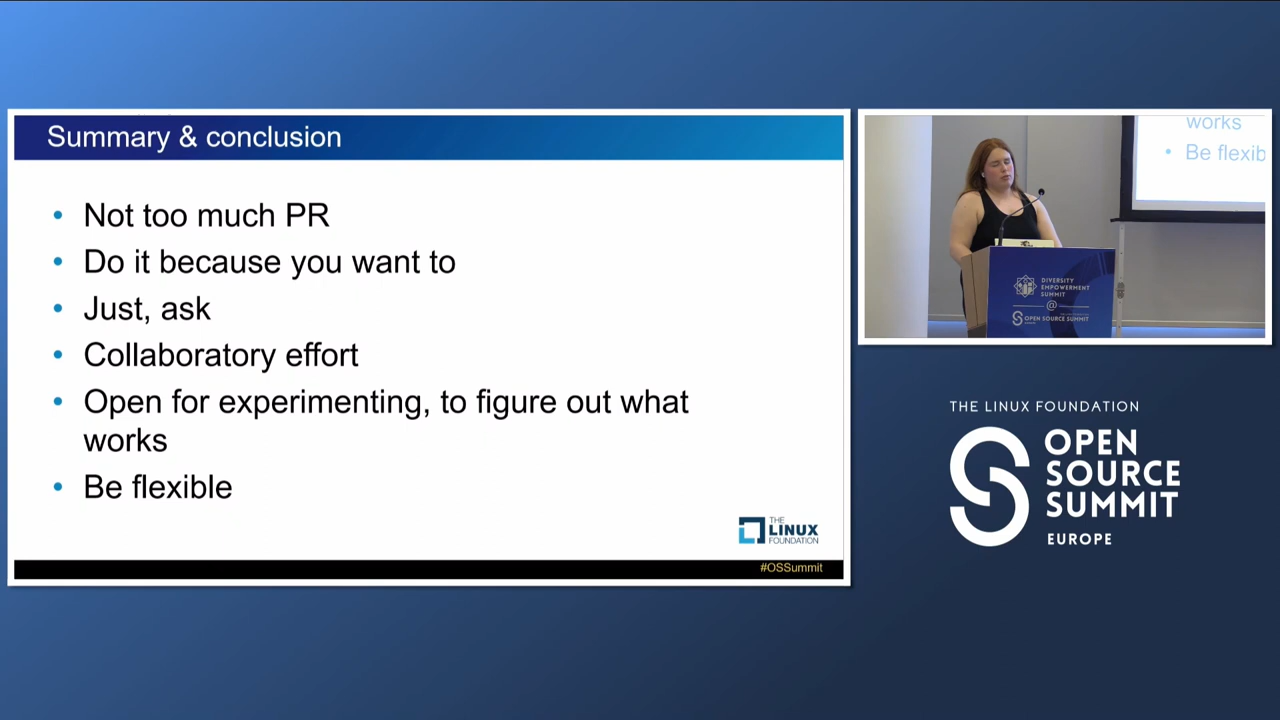 Summary & conclusion
• Not too much PR
• Do it because you want to
• Just, ask
• Collaboratory effort
• Open for experimenting, to figure out what
works
• Be flexible
THE
LINUX
FOUNDATION
#OSSummit
works
• Be flexib
DIVERSITY
EMPOWERMENT
SUMMIT
@
OPEN SOURCE SUMMIT
THE LINUX FOUNDATION
OPEN
SOURCE
SUMMIT
EUROPE